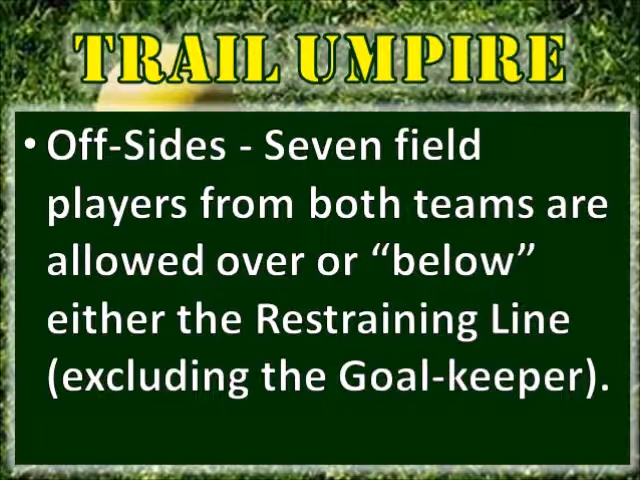 TRAIL UMPIRE
• Off-Sides - Seven field
players from both teams are
allowed over or “below”
either the Restraining Line
(excluding the Goal-keeper).